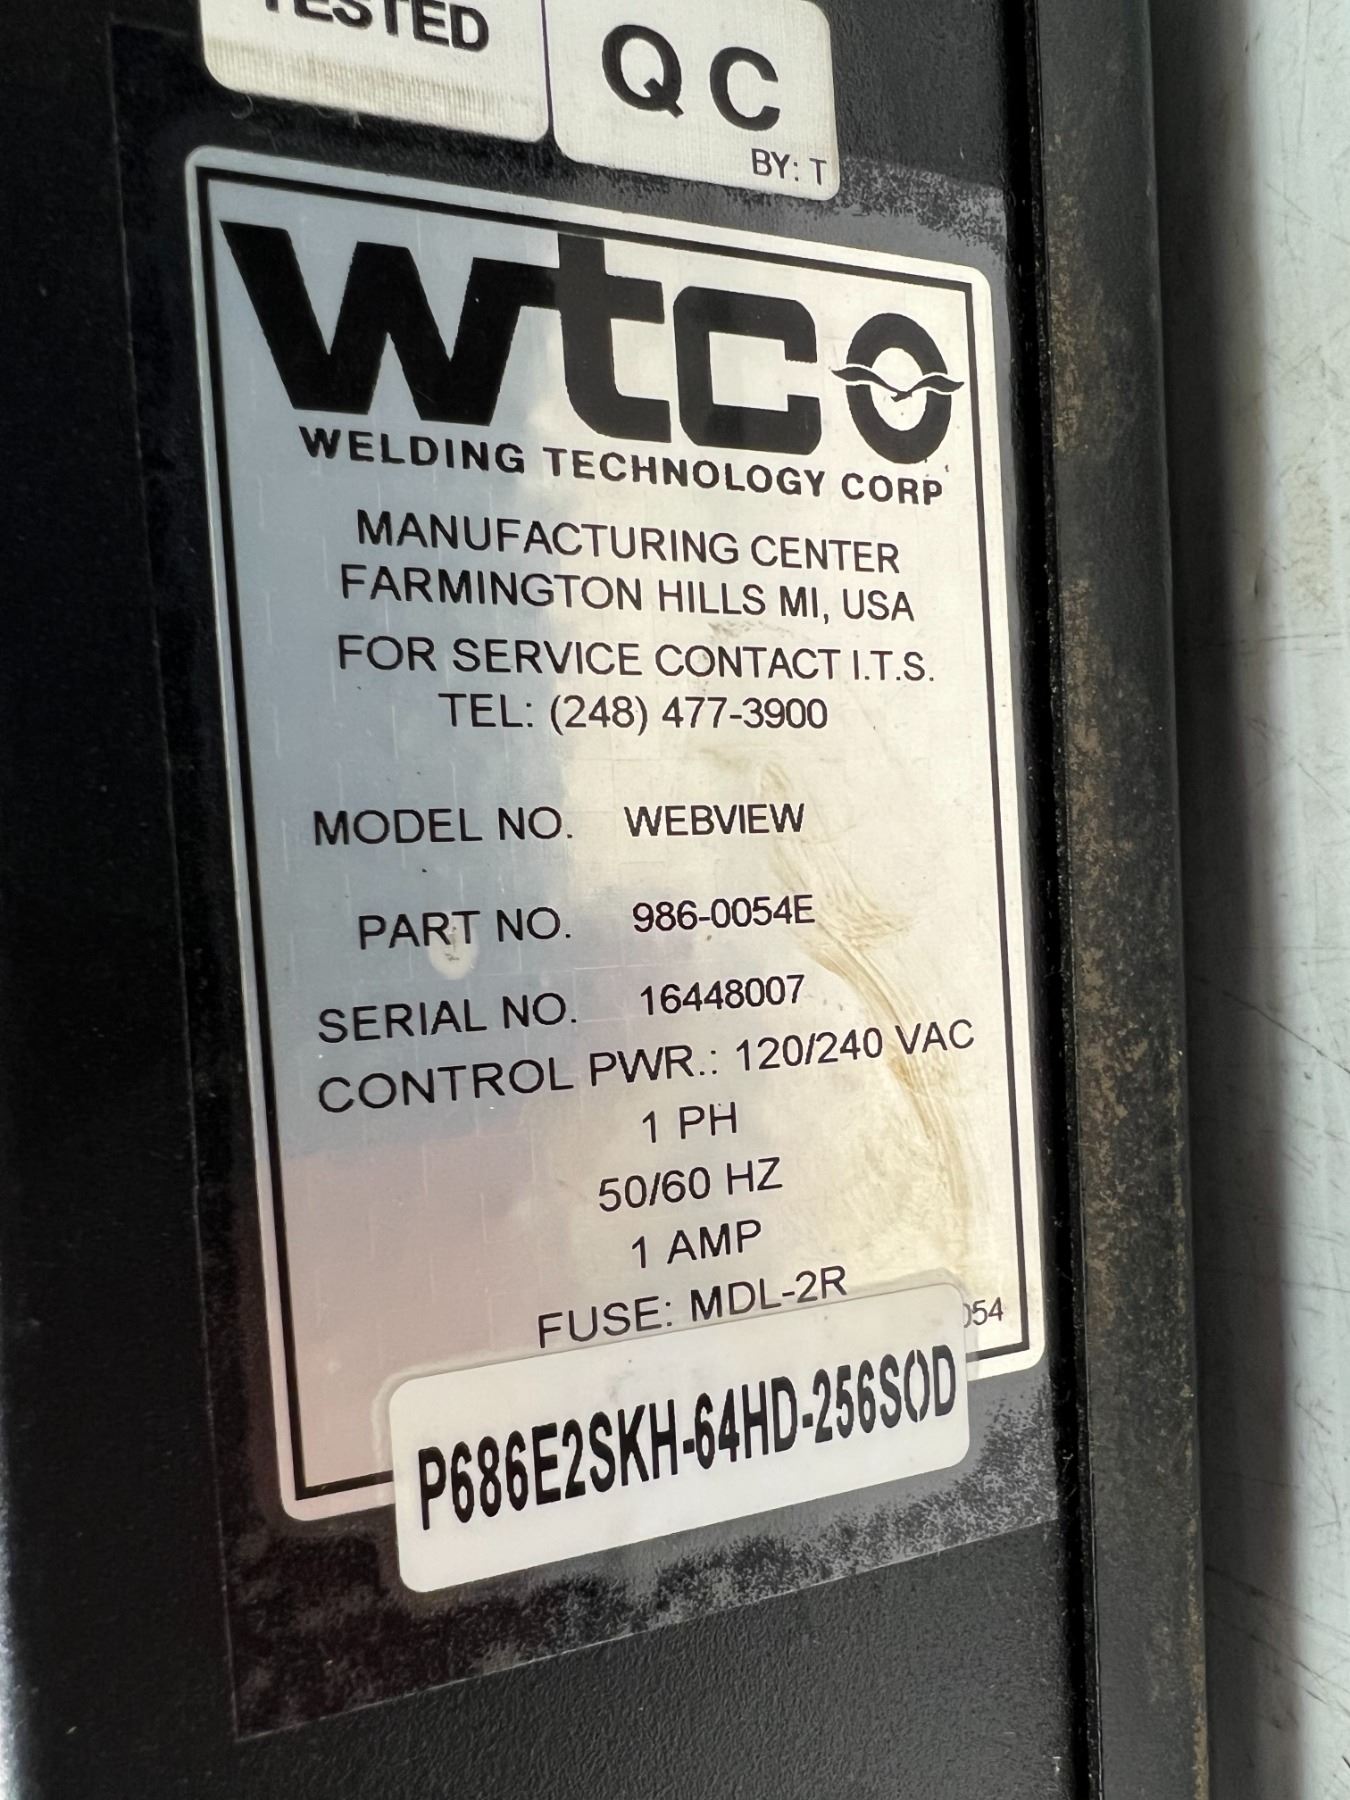 TESTED
QC
BY: T
wtco
WELDING TECHNOLOGY CORP
MANUFACTURING CENTER
FARMINGTON HILLS MI, USA
FOR SERVICE CONTACT I.T.S.
TEL: (248) 477-3900
MODEL NO. WEBVIEW
PART NO. 986-0054E
SERIAL NO. 16448007
CONTROL PWR.: 120/240 VAC
1 PH
50/60 HZ
1 AMP
FUSE: MDL-2R
054
P686E2SKH-64HD-256SOD